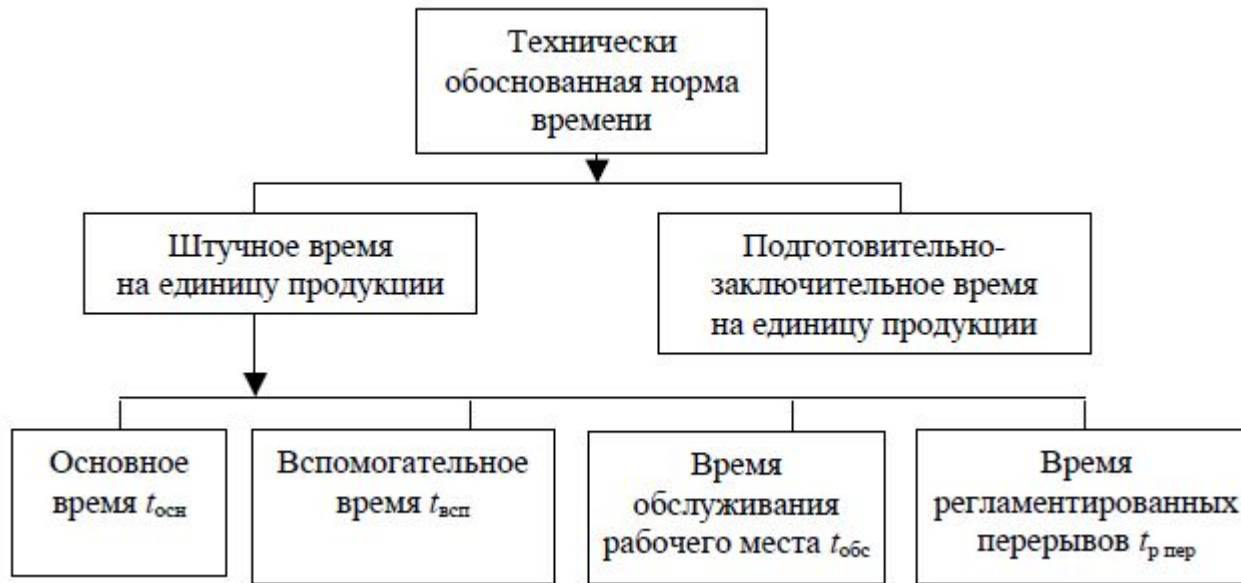 Технически
обоснованная норма
времени
Штучное время
на единицу продукции
Подготовительно-
заключительное время
на единицу продукции
Основное
время tосн
Вспомогательное
время tвсп
Время
обслуживания
рабочего места tобс
Время
регламентированных
перерывов tр пер